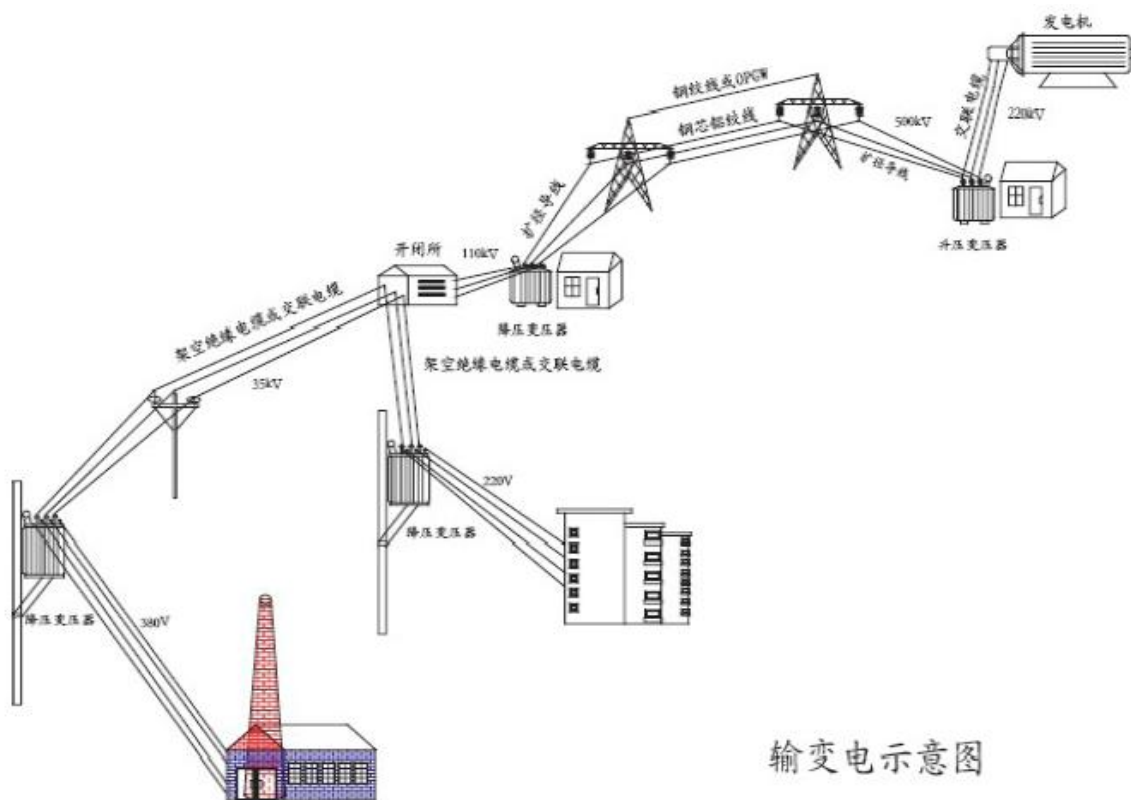 发电机
钢绞线或OPGW
钢芯铝绞线
500kV
交联电缆
220kV
扩径导线
扩径导线
升压变压器
开闭所
110kV
降压变压器
架空绝缘电缆或交联电缆
35kV
架空绝缘电缆或交联电缆
220V
降压变压器
降压变压器
380V
输变电示意图